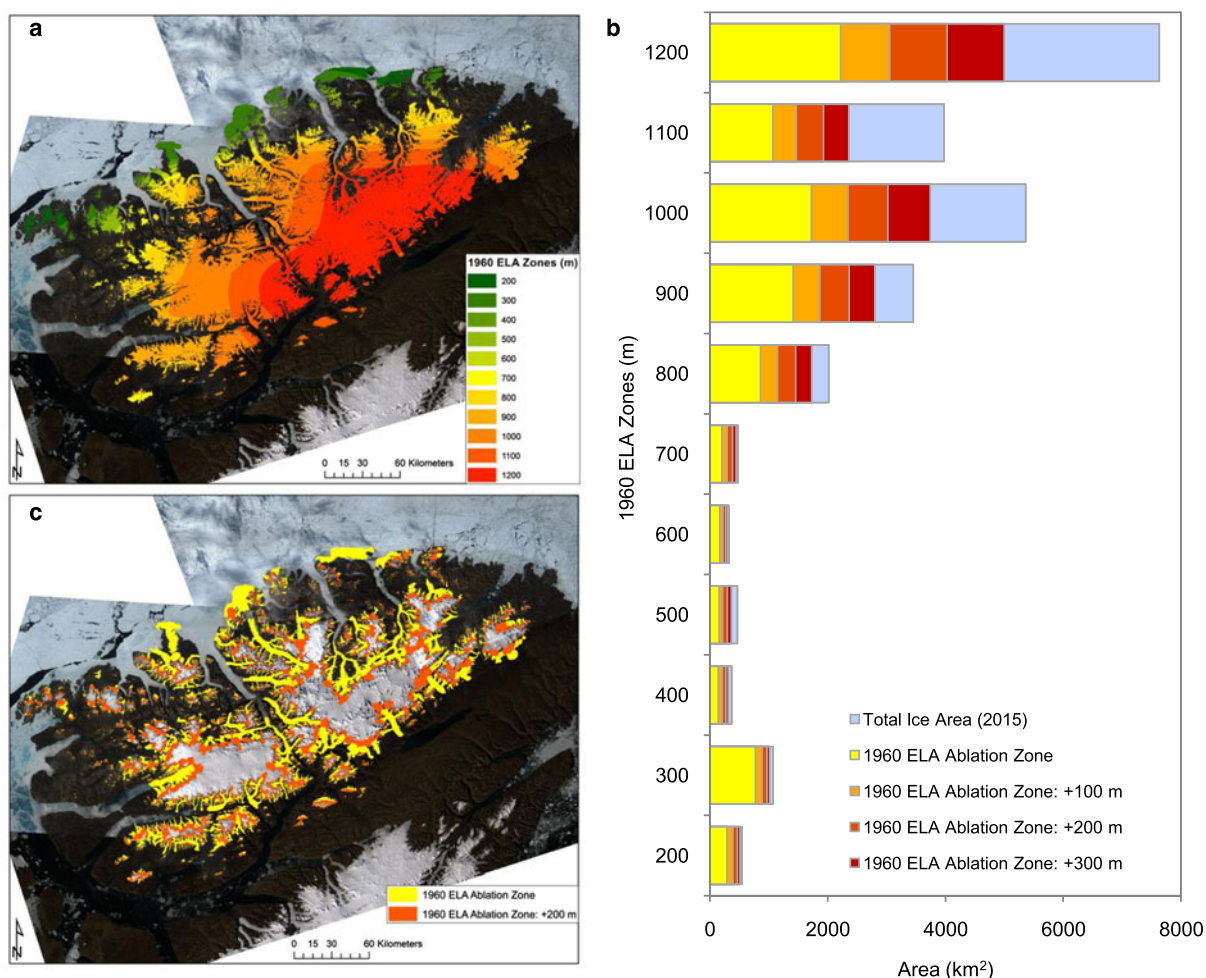 a
1960 ELA Zones (m)
200
300
400
500
600
700
800
900
1000
1100
1200
0 15 30 60 Kilometers
N
b
1960 ELA Zones (m)
1200
1100
1000
900
800
700
600
500
400
300
200
Total Ice Area (2015)
1960 ELA Ablation Zone
1960 ELA Ablation Zone: +100 m
1960 ELA Ablation Zone: +200 m
1960 ELA Ablation Zone: +300 m
0 2000 4000 6000 8000
Area (km²)
c
1960 ELA Ablation Zone
1960 ELA Ablation Zone: +200 m
0 15 30 60 Kilometers
N